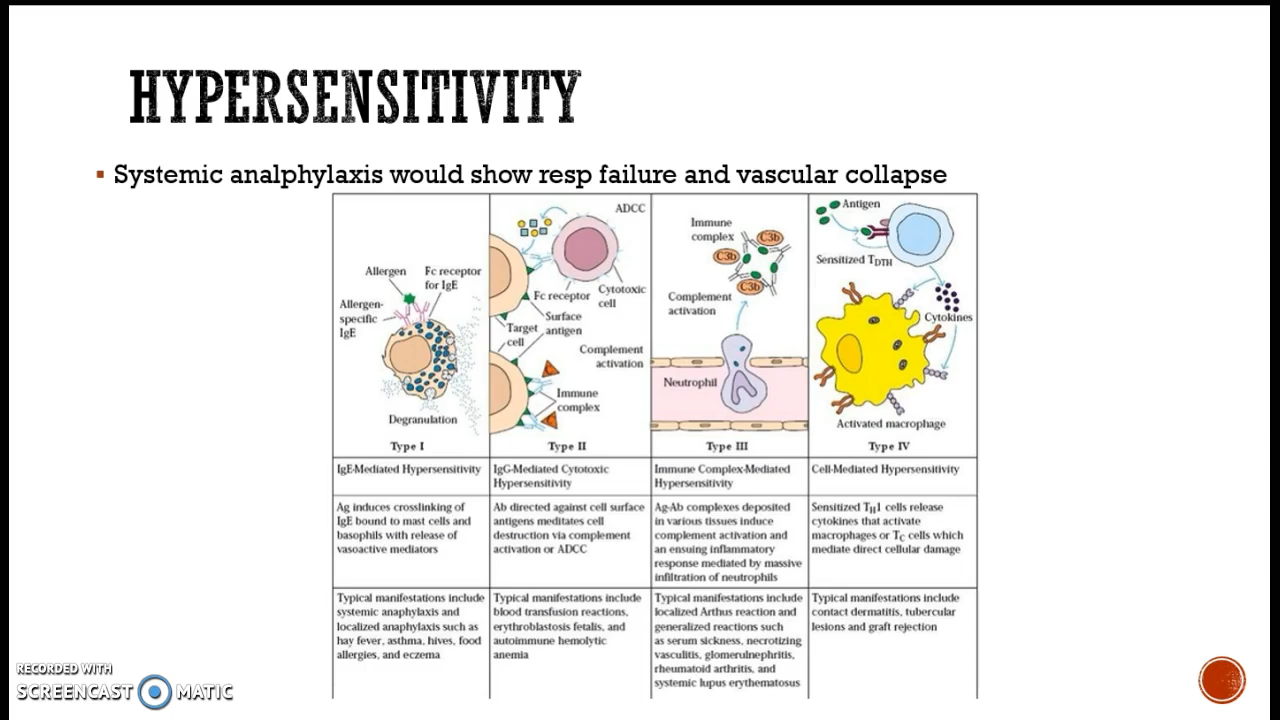 HYPERSENSITIVITY
Systemic analphylaxis would show resp failure and vascular collapse
Allergen
Fc receptor
for IgE
Allergen-
specific
IgE
Degranulation
Type I
ADCC
Fc receptor
Cytotoxic
cell
Surface
antigen
Target
cell
Complement
activation
Immune
complex
Type II
Immune
complex
C3b
C3b
C3b
Complement
activation
Neutrophil
Type III
Antigen
Sensitized TDTH
Cytokines
Activated macrophage
Type IV
IgE-Mediated Hypersensitivity
IgG-Mediated Cytotoxic
Hypersensitivity
Immune Complex-Mediated
Hypersensitivity
Cell-Mediated Hypersensitivity
Ag induces crosslinking of
IgE bound to mast cells and
basophils with release of
vasoactive mediators
Ab directed against cell surface
antigens meditates cell
destruction via complement
activation or ADCC
Ag-Ab complexes deposited
in various tissues induce
complement activation and
an ensuing inflammatory
response mediated by massive
infiltration of neutrophils
Sensitized TH1 cells release
cytokines that activate
macrophages or TC cells which
mediate direct cellular damage
Typical manifestations include
systemic anaphylaxis and
localized anaphylaxis such as
hay fever, asthma, hives, food
allergies, and eczema
Typical manifestations include
blood transfusion reactions,
erythroblastosis fetalis, and
autoimmune hemolytic
anemia
Typical manifestations include
localized Arthus reaction and
generalized reactions such
as serum sickness, necrotizing
vasculitis, glomerulnephritis,
rheumatoid arthritis, and
systemic lupus erythematosus
Typical manifestations include
contact dermatitis, tubercular
lesions and graft rejection
RECORDED WITH
SCREENCAST MATIC